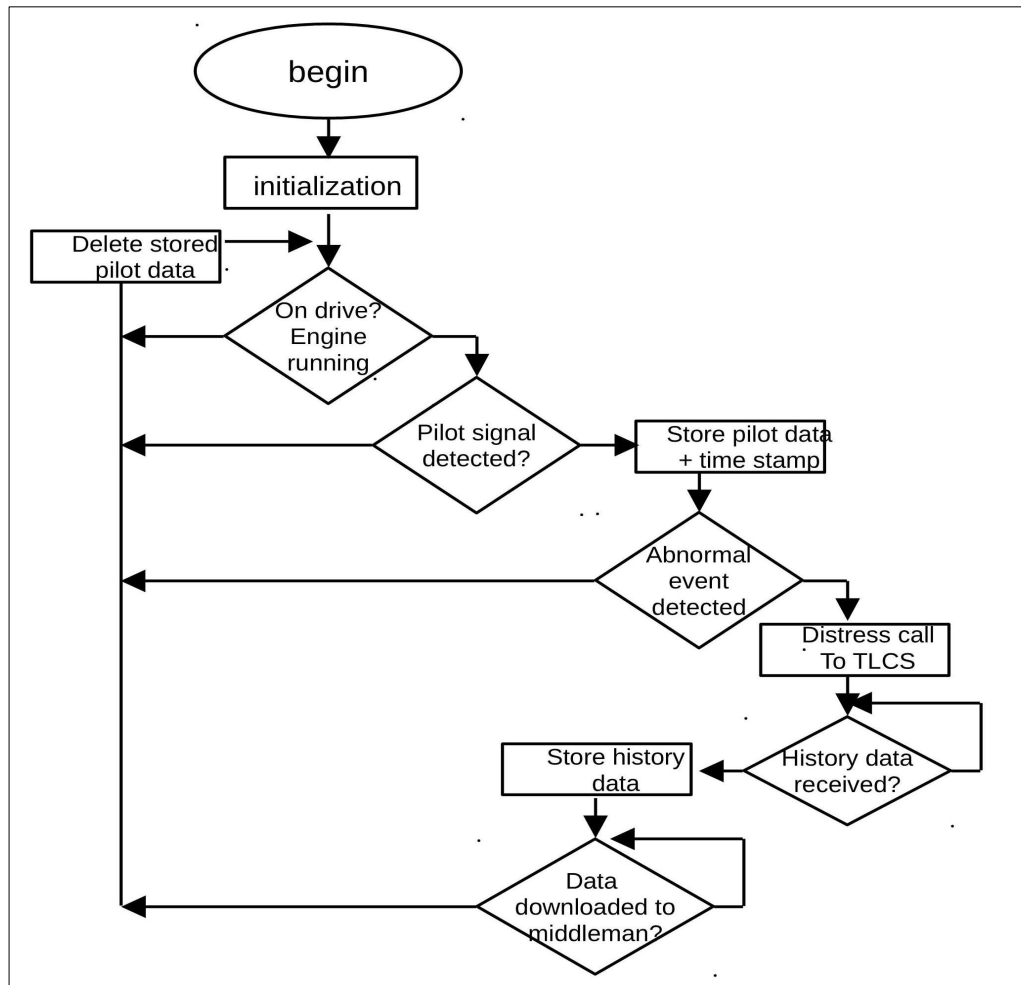 begin
initialization
Delete stored
pilot data
On drive?
Engine
running
Pilot signal
detected?
Store pilot data
+ time stamp
Abnormal
event
detected
Distress call
To TLCS
History data
received?
Store history
data
Data
downloaded to
middleman?